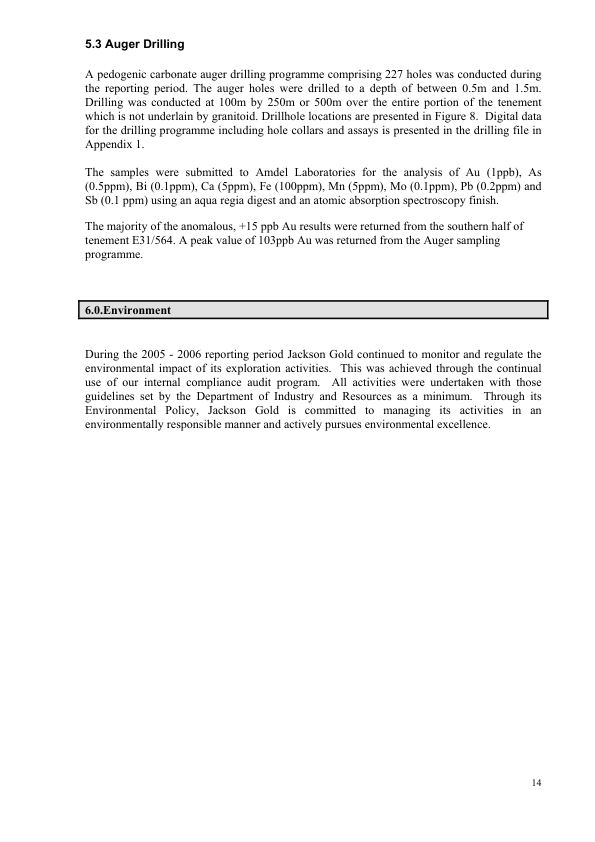 5.3 Auger Drilling
A pedogenic carbonate auger drilling programme comprising 227 holes was conducted during
the reporting period. The auger holes were drilled to a depth of between 0.5m and 1.5m.
Drilling was conducted at 100m by 250m or 500m over the entire portion of the tenement
which is not underlain by granitoid. Drillhole locations are presented in Figure 8.  Digital data
for the drilling programme including hole collars and assays is presented in the drilling file in
Appendix 1.
The samples were submitted to Amdel Laboratories for the analysis of Au (1ppb), As
(0.5ppm), Bi (0.1ppm), Ca (5ppm), Fe (100ppm), Mn (5ppm), Mo (0.1ppm), Pb (0.2ppm) and
Sb (0.1 ppm) using an aqua regia digest and an atomic absorption spectroscopy finish.
The majority of the anomalous, +15 ppb Au results were returned from the southern half of
tenement E31/564. A peak value of 103ppb Au was returned from the Auger sampling
programme.
6.0.Environment
During the 2005 - 2006 reporting period Jackson Gold continued to monitor and regulate the
environmental impact of its exploration activities.  This was achieved through the continual
use of our internal compliance audit program.  All activities were undertaken with those
guidelines set by the Department of Industry and Resources as a minimum.  Through its
Environmental Policy, Jackson Gold is committed to managing its activities in an
environmentally responsible manner and actively pursues environmental excellence.
14